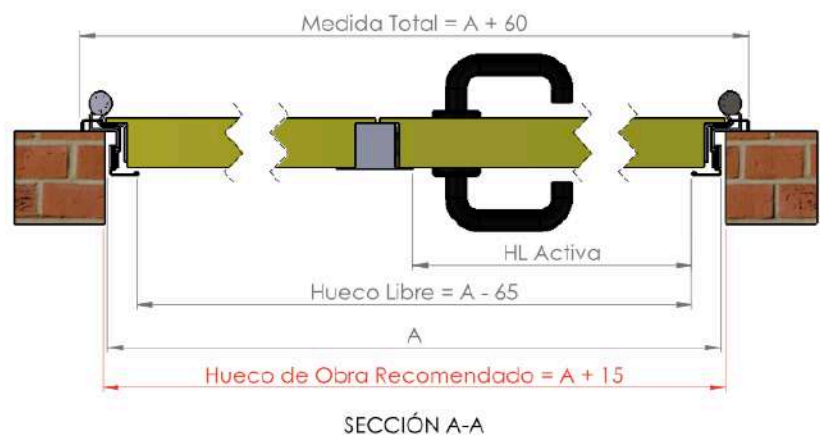 Medida Total = A + 60
HL Activa
Hueco Libre = A - 65
A
Hueco de Obra Recomendado = A + 15
SECCIÓN A-A